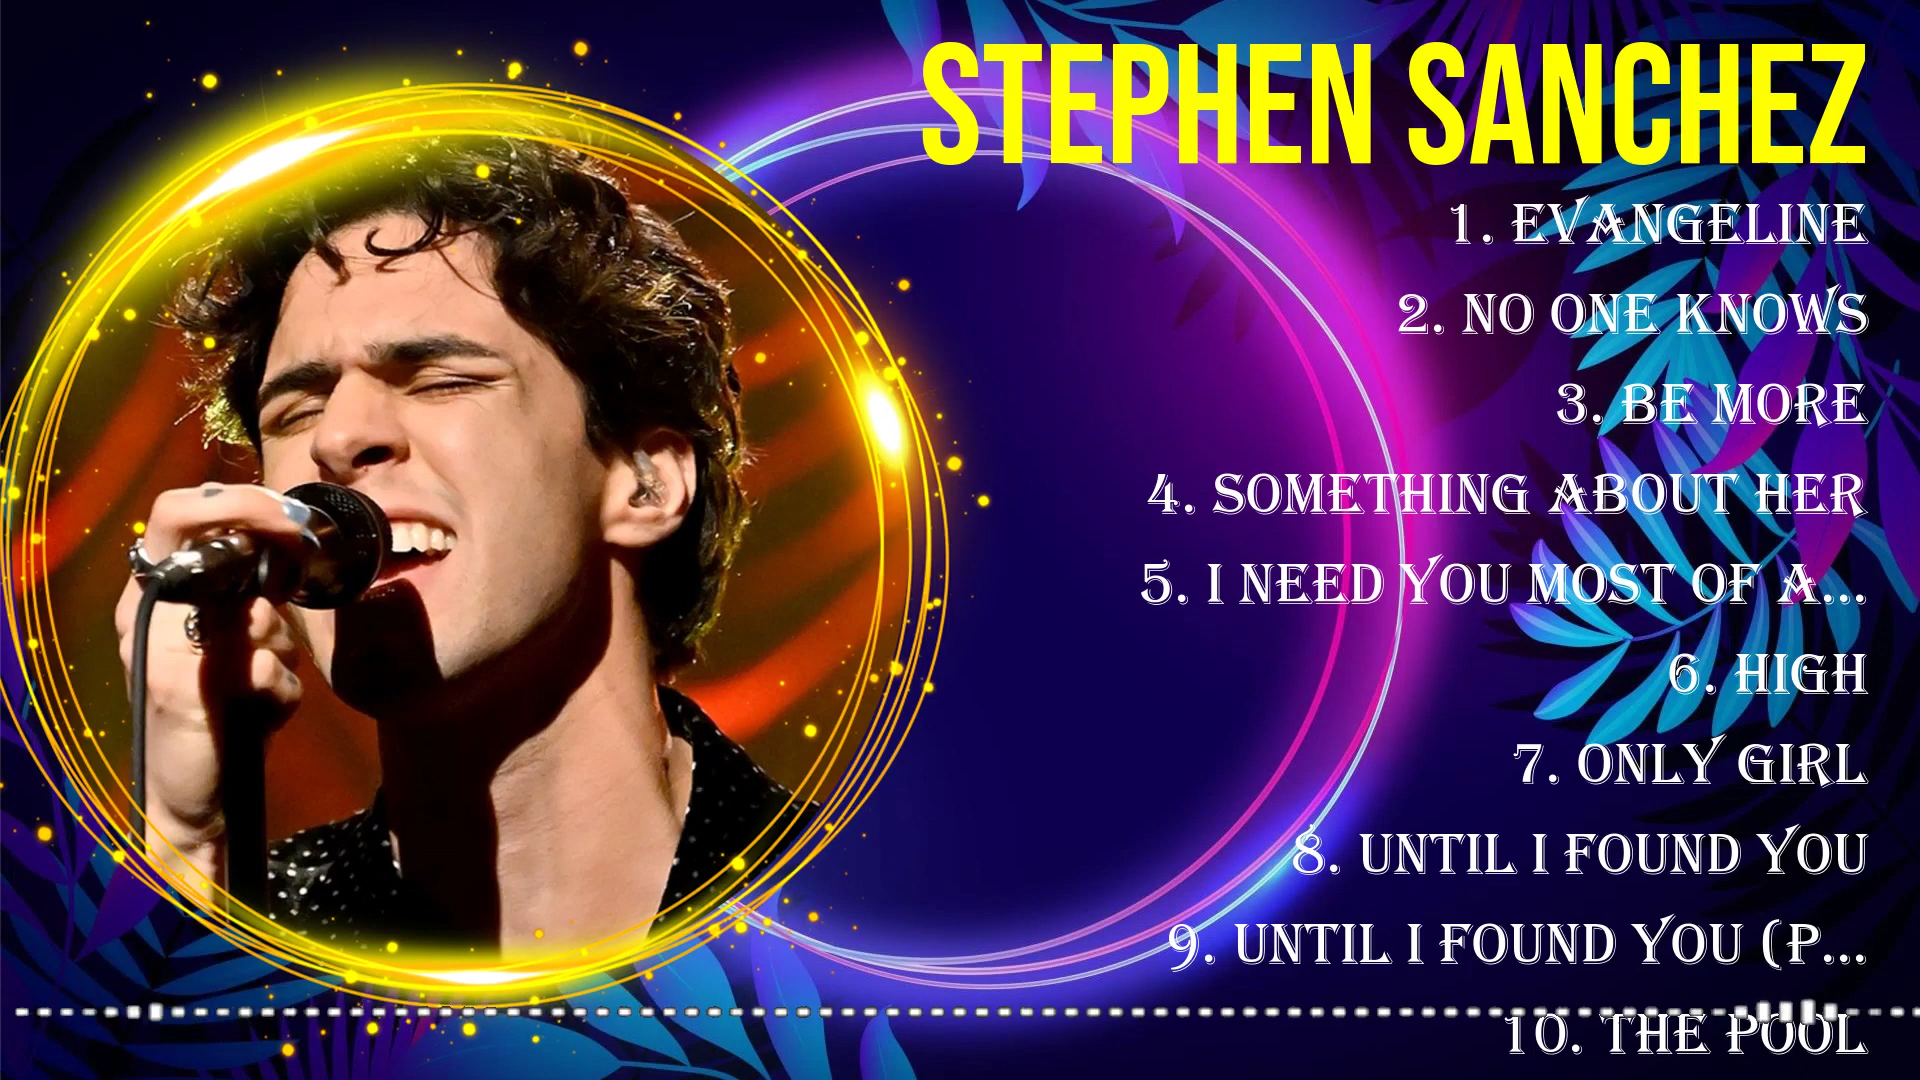 STEPHEN SANCHEZ
1. EVANGELINE
2. NO ONE KNOWS
3. BE MORE
4. SOMETHING ABOUT HER
5. I NEED YOU MOST OF A...
6. HIGH
7. ONLY GIRL
8. UNTIL I FOUND YOU
9. UNTIL I FOUND YOU (P...
10. THE POOL